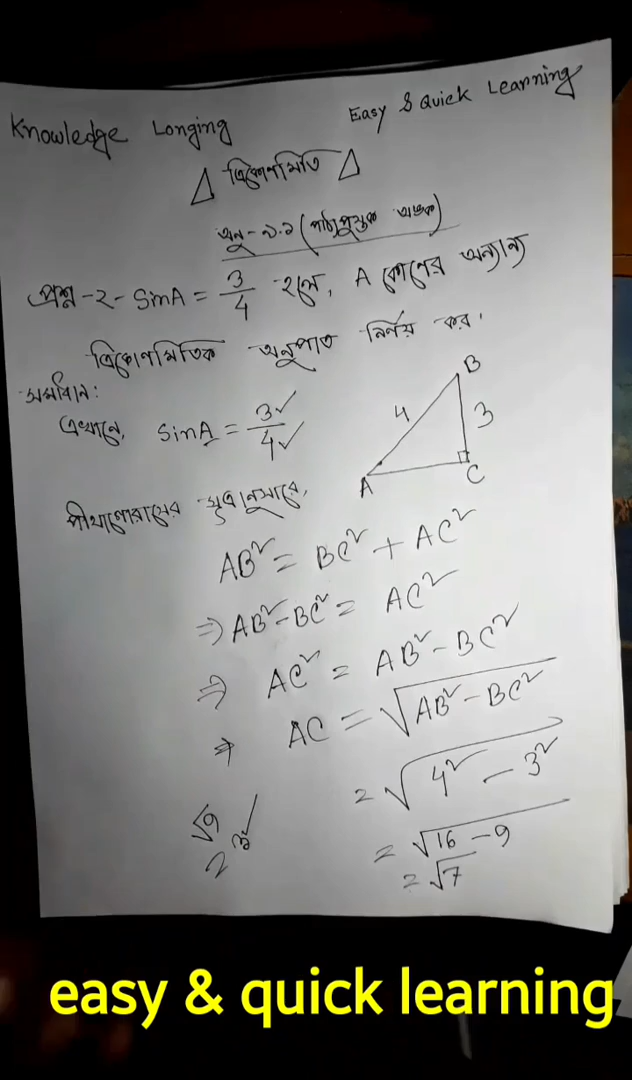 Knowledge Longing
Easy & Quick Learning
△ ত্রিকোণমিতি △
অনু - ৯.১ (পাঠ্যপুস্তক অঙ্ক)
প্রশ্ন - ২ - SinA = 3/4 হলে, A কোণের অন্যান্য
ত্রিকোণমিতিক অনুপাত নির্ণয় কর।
সমাধান:
এখানে, SinA = 3/4
B
4
3
A
C
পীথাগোরাসের সূত্রানুসারে,
AB² = BC² + AC²
⇒ AB² - BC² = AC²
⇒ AC² = AB² - BC²
⇒ AC = √AB² - BC²
= √4² - 3²
= √16 - 9
= √7
easy & quick learning